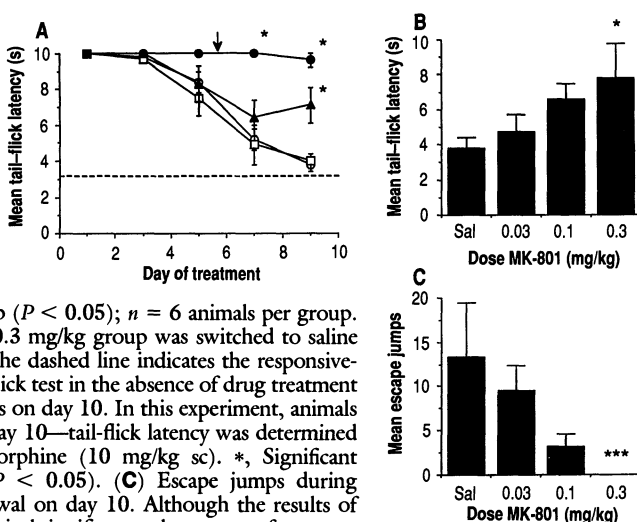 A
Mean tail–flick latency (s)
10
8
6
4
2
0
*
*
*
0 2 4 6 8 10
Day of treatment
B
Mean tail–flick latency (s)
10
8
6
4
2
0
*
Sal 0.03 0.1 0.3
Dose MK-801 (mg/kg)
C
Mean escape jumps
20
15
10
5
0
***
Sal 0.03 0.1 0.3
Dose MK-801 (mg/kg)
(P < 0.05); n = 6 animals per group.
0.3 mg/kg group was switched to saline
he dashed line indicates the responsive-
ick test in the absence of drug treatment
s on day 10. In this experiment, animals
ay 10—tail-flick latency was determined
orphine (10 mg/kg sc). *, Significant
P < 0.05). (C) Escape jumps during
wal on day 10. Although the results of